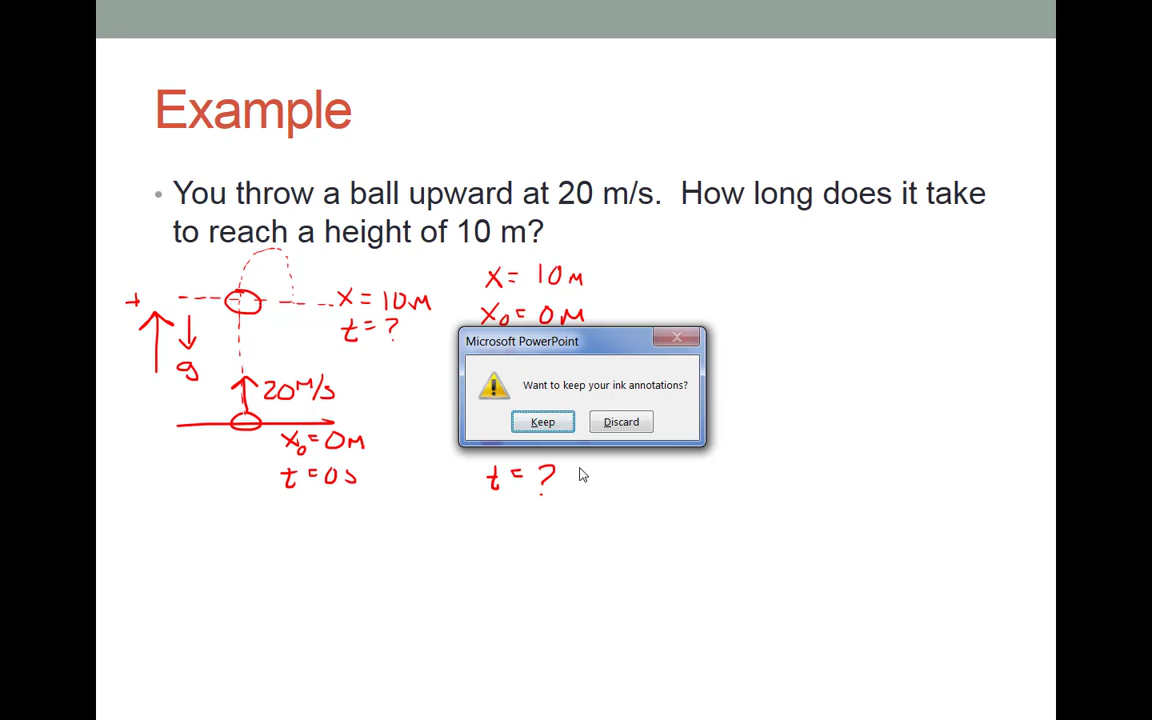 Example
• You throw a ball upward at 20 m/s. How long does it take
to reach a height of 10 m?
+
x = 10m
t = ?
g
20m/s
x₀ = 0m
t = 0s
x = 10m
x₀ = 0m
Microsoft PowerPoint
Want to keep your ink annotations?
Keep
Discard
t = ?